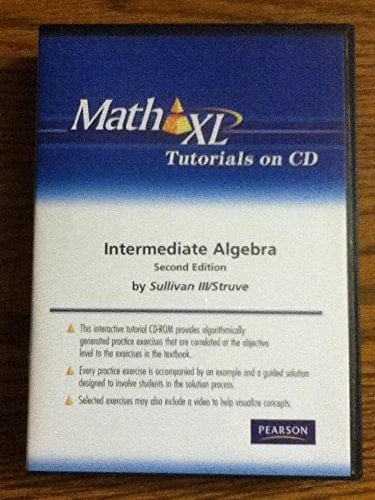 Math XL
Tutorials on CD
Intermediate Algebra
Second Edition
by Sullivan III/Struve
This interactive tutorial CD-ROM provides algorithmically
generated practice exercises that are correlated at the objective
level to the exercises in the textbook.
Every practice exercise is accompanied by an example and a guided solution
designed to involve students in the solution process.
Selected exercises may also include a video to help visualize concepts.
PEARSON